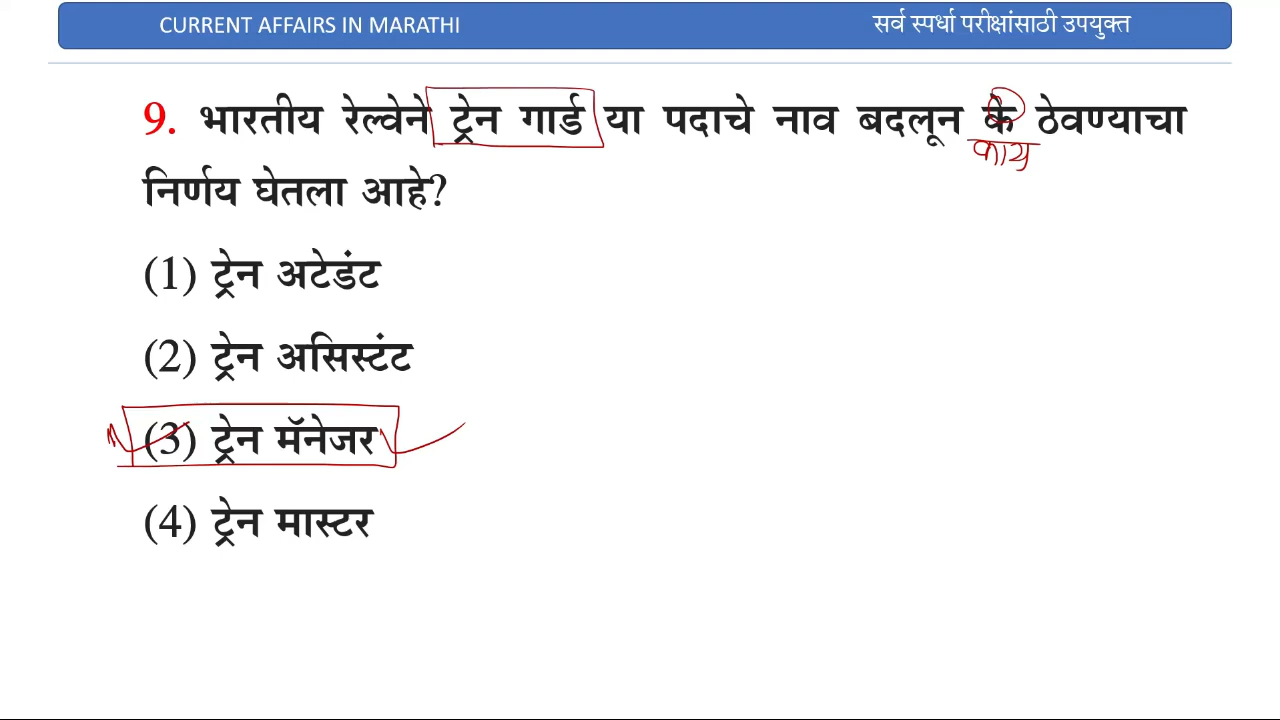 CURRENT AFFAIRS IN MARATHI सर्व स्पर्धा परीक्षांसाठी उपयुक्त
9. भारतीय रेल्वेने ट्रेन गार्ड या पदाचे नाव बदलून के ठेवण्याचा
काय
निर्णय घेतला आहे?
(1) ट्रेन अटेडंट
(2) ट्रेन असिस्टंट
(3) ट्रेन मॅनेजर
(4) ट्रेन मास्टर